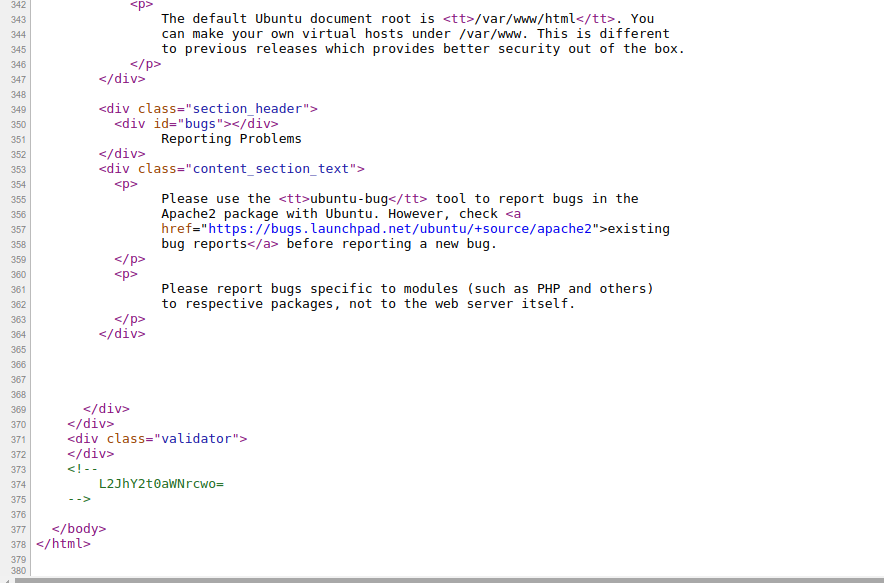 342 <p>
343 The default Ubuntu document root is <tt>/var/www/html</tt>. You
344 can make your own virtual hosts under /var/www. This is different
345 to previous releases which provides better security out of the box.
346 </p>
347 </div>
348
349 <div class="section_header">
350 <div id="bugs"></div>
351 Reporting Problems
352 </div>
353 <div class="content_section_text">
354 <p>
355 Please use the <tt>ubuntu-bug</tt> tool to report bugs in the
356 Apache2 package with Ubuntu. However, check <a
357 href="https://bugs.launchpad.net/ubuntu/+source/apache2">existing
358 bug reports</a> before reporting a new bug.
359 </p>
360 <p>
361 Please report bugs specific to modules (such as PHP and others)
362 to respective packages, not to the web server itself.
363 </p>
364 </div>
365
366
367
368
369 </div>
370 </div>
371 <div class="validator">
372 </div>
373 <!--
374 L2JhY2t0aWNrcwo=
375 -->
376
377 </body>
378 </html>
379
380